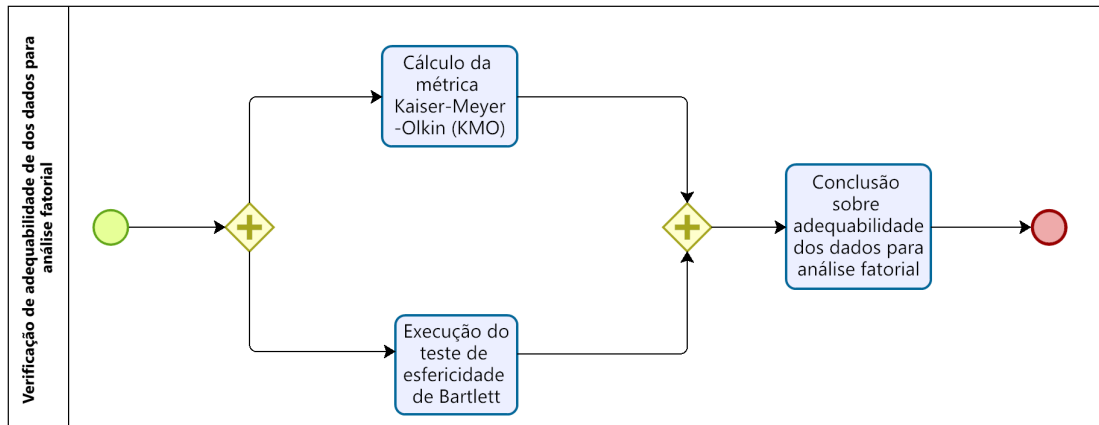 Verificação de adequabilidade de dos dados para
análise fatorial
Cálculo da
métrica
Kaiser-Meyer
-Olkin (KMO)
Execução do
teste de
esfericidade
de Bartlett
Conclusão
sobre
adequabilidade
dos dados para
análise fatorial